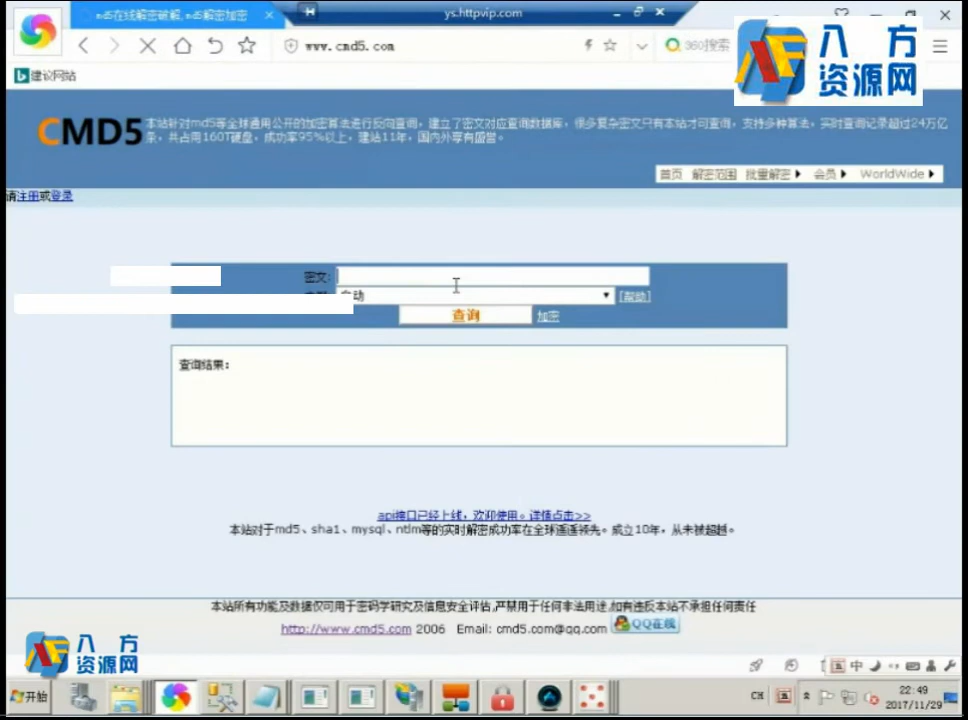 md5在线解密破解,md5解密加密
ys.httpvip.com
www.cmd5.com
360搜索
八方
资源网
建议网站
CMD5
本站针对md5等全球通用公开的加密算法进行反向查询，建立了密文对应查询数据库，很多复杂密文只有本站才可查询，支持多种算法，实时查询记录超过24万亿
条，共占用160T硬盘，成功率95%以上，建站11年，国内外享有盛誉。
首页 解密范围 批量解密 会员 WorldWide
请注册或登录
密文:
自动 [帮助]
查询 加密
查询结果:
api接口已经上线，欢迎使用。详情点击>>
本站对于md5、sha1、mysql、ntlm等的实时解密成功率在全球遥遥领先。成立10年，从未被超越。
本站所有功能及数据仅可用于密码学研究及信息安全评估,严禁用于任何非法用途,如有违反本站不承担任何责任
http://www.cmd5.com 2006 Email: cmd5.com@qq.com QQ在线
八方
资源网
中
开始
CH
22:49
2017/11/29